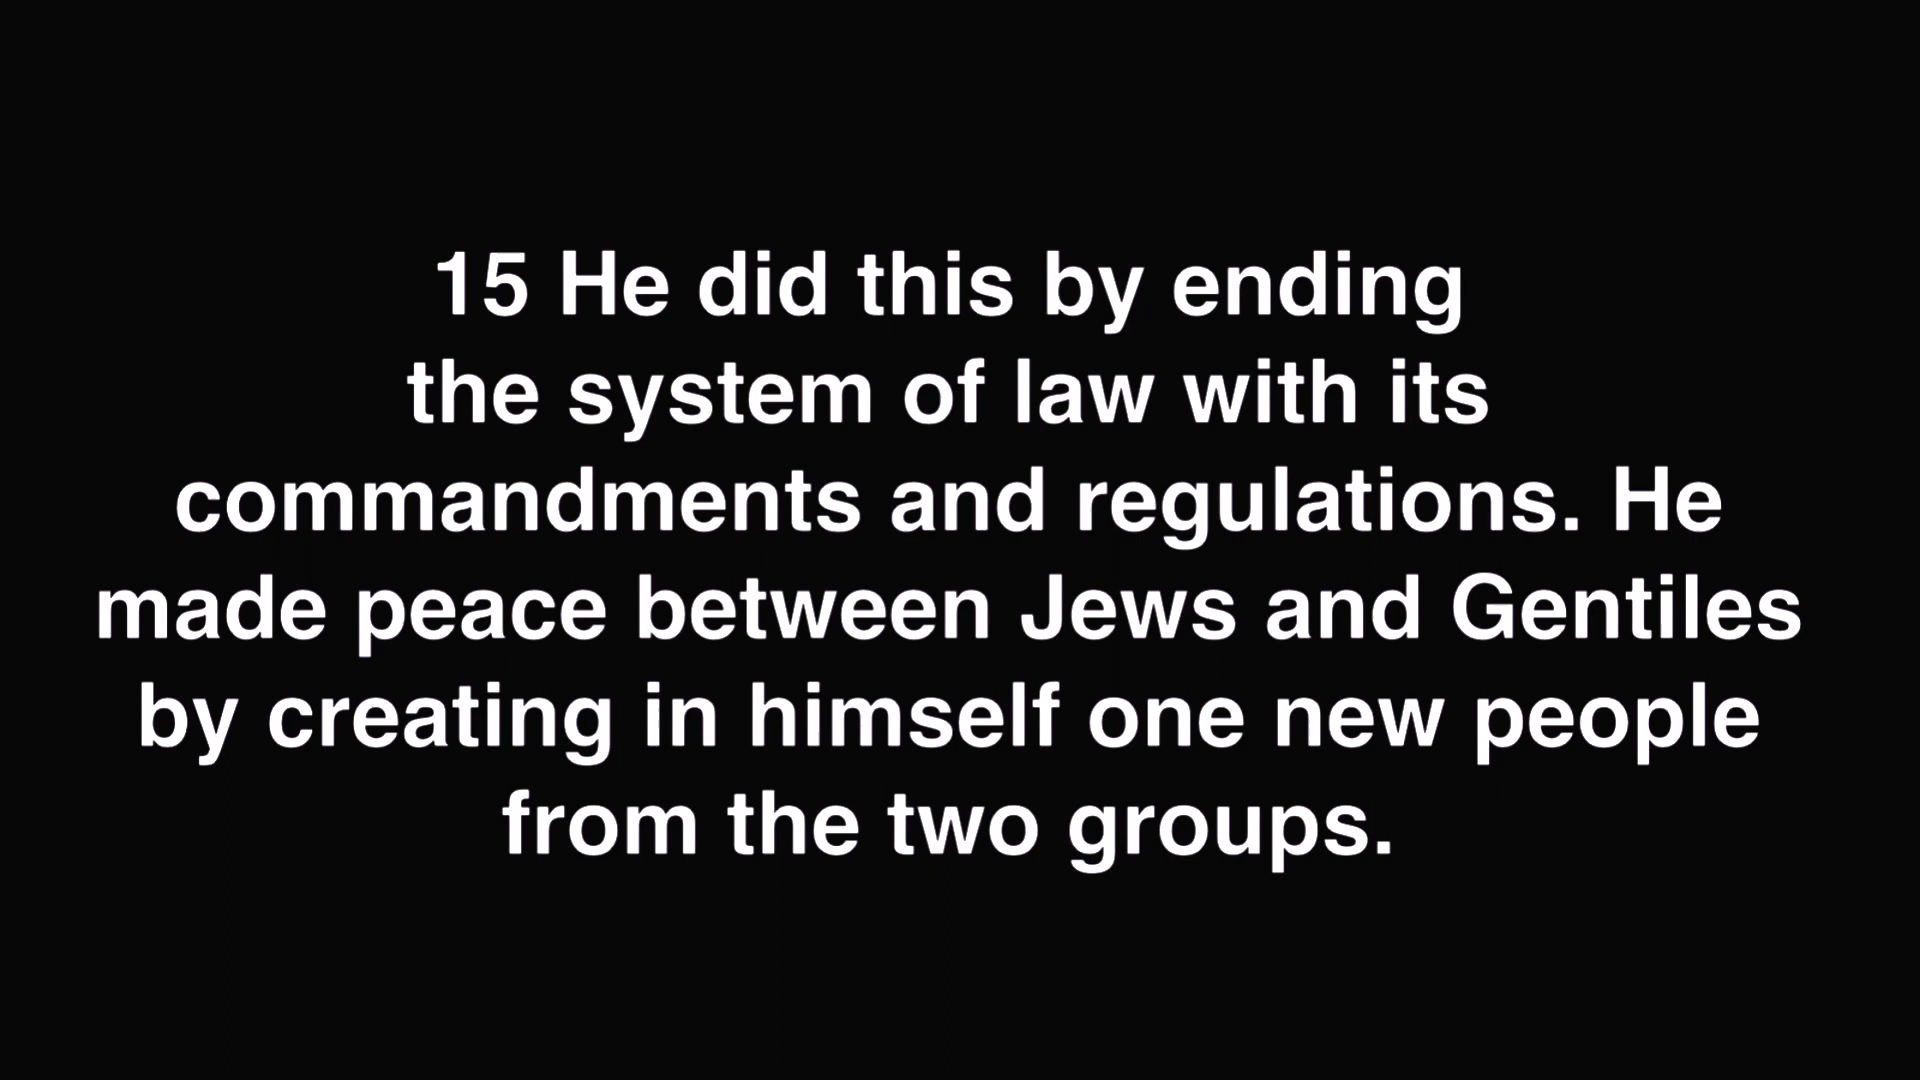 15 He did this by ending
the system of law with its
commandments and regulations. He
made peace between Jews and Gentiles
by creating in himself one new people
from the two groups.